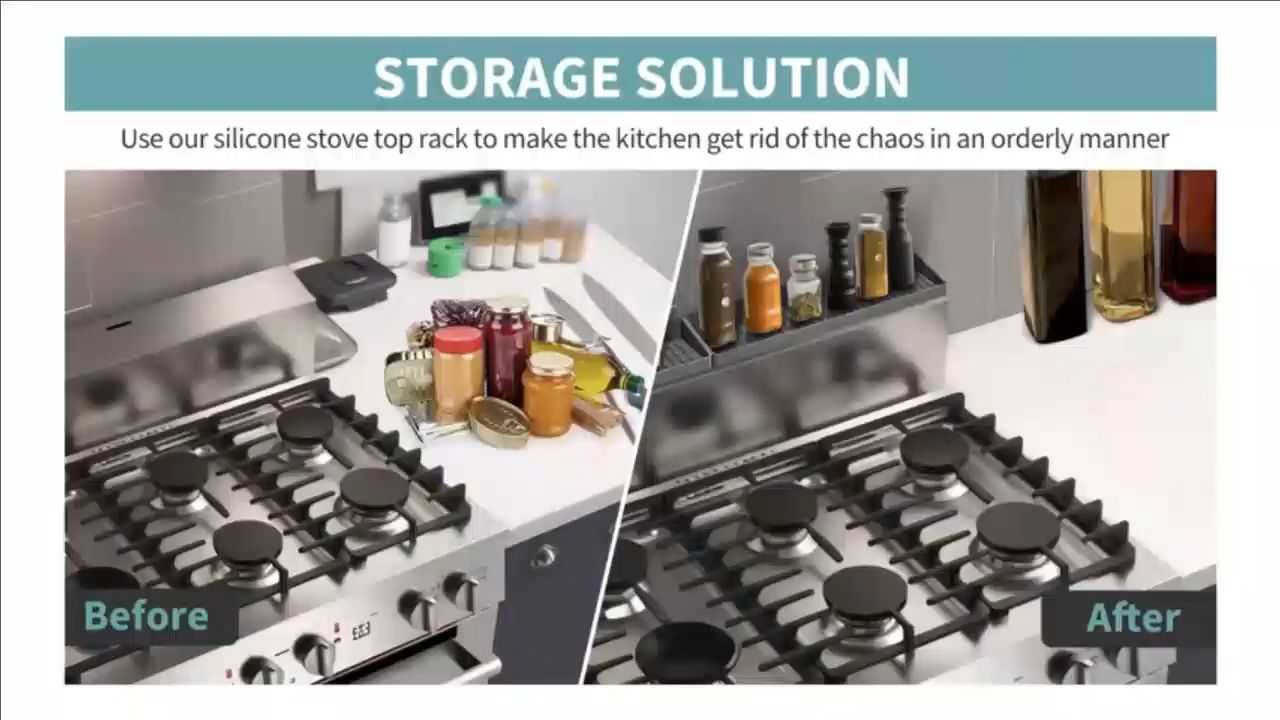 STORAGE SOLUTION
Use our silicone stove top rack to make the kitchen get rid of the chaos in an orderly manner
Before
After